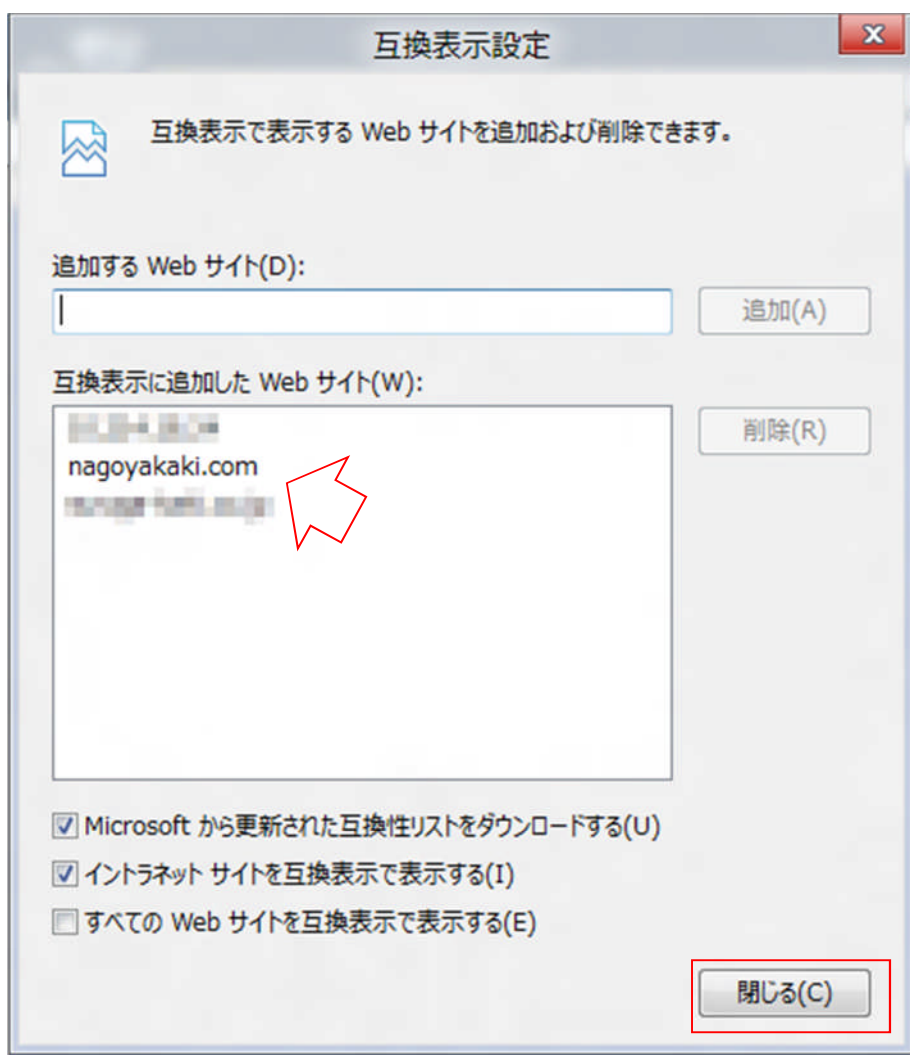 互換表示設定
互換表示で表示する Web サイトを追加および削除できます。
追加する Web サイト(D):
追加(A)
互換表示に追加した Web サイト(W):
削除(R)
nagoyakaki.com
Microsoft から更新された互換性リストをダウンロードする(U)
イントラネット サイトを互換表示で表示する(I)
すべての Web サイトを互換表示で表示する(E)
閉じる(C)